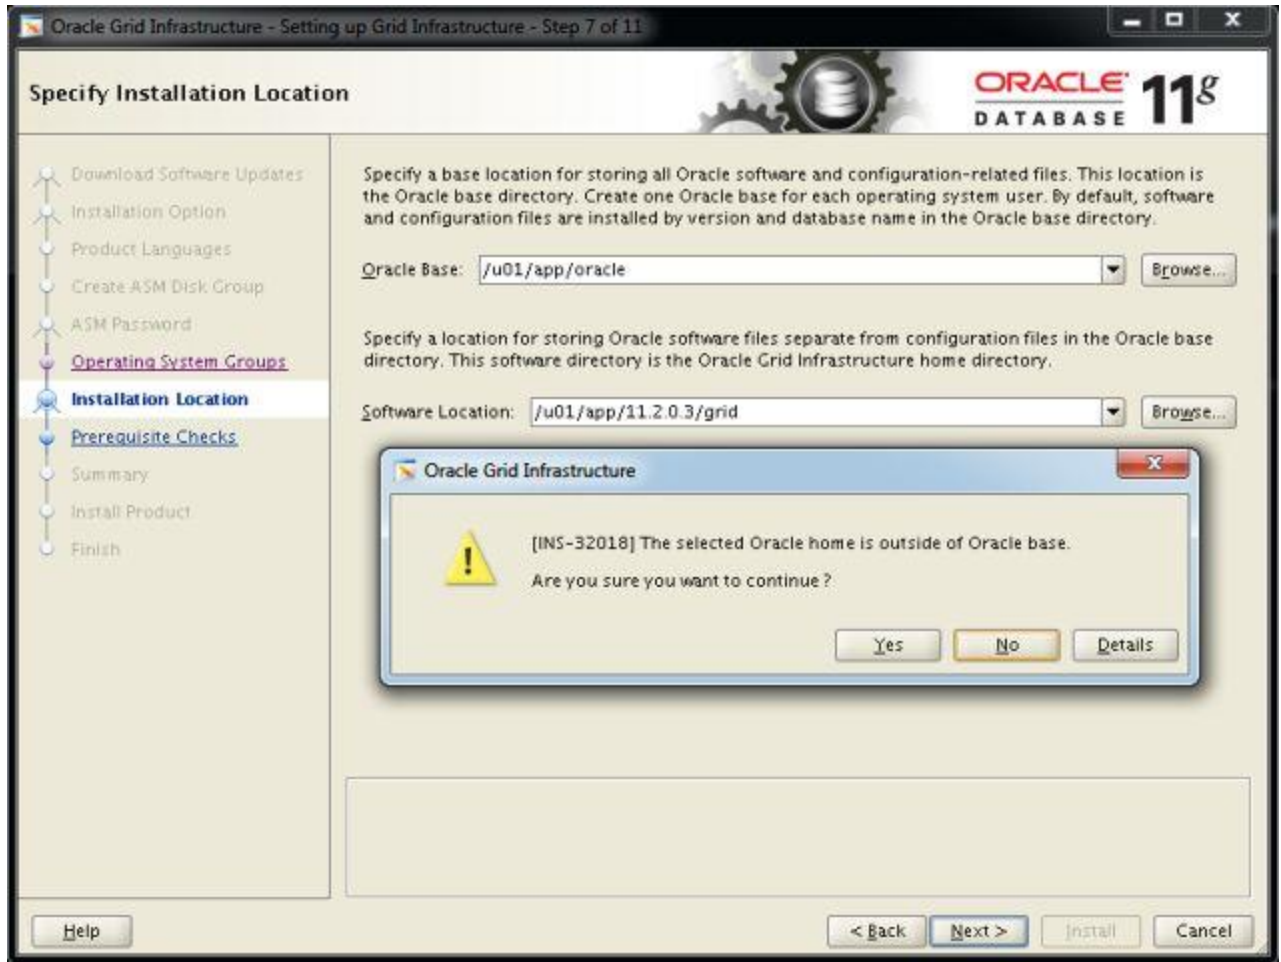 Oracle Grid Infrastructure - Setting up Grid Infrastructure - Step 7 of 11
Specify Installation Location
ORACLE
DATABASE
11g
Download Software Updates
Installation Option
Product Languages
Create ASM Disk Group
ASM Password
Operating System Groups
Installation Location
Prerequisite Checks
Summary
Install Product
Finish
Specify a base location for storing all Oracle software and configuration-related files. This location is
the Oracle base directory. Create one Oracle base for each operating system user. By default, software
and configuration files are installed by version and database name in the Oracle base directory.
Oracle Base: /u01/app/oracle Browse...
Specify a location for storing Oracle software files separate from configuration files in the Oracle base
directory. This software directory is the Oracle Grid Infrastructure home directory.
Software Location: /u01/app/11.2.0.3/grid Browse...
Oracle Grid Infrastructure
[INS-32018] The selected Oracle home is outside of Oracle base.
Are you sure you want to continue?
Yes No Details
Help < Back Next > Install Cancel